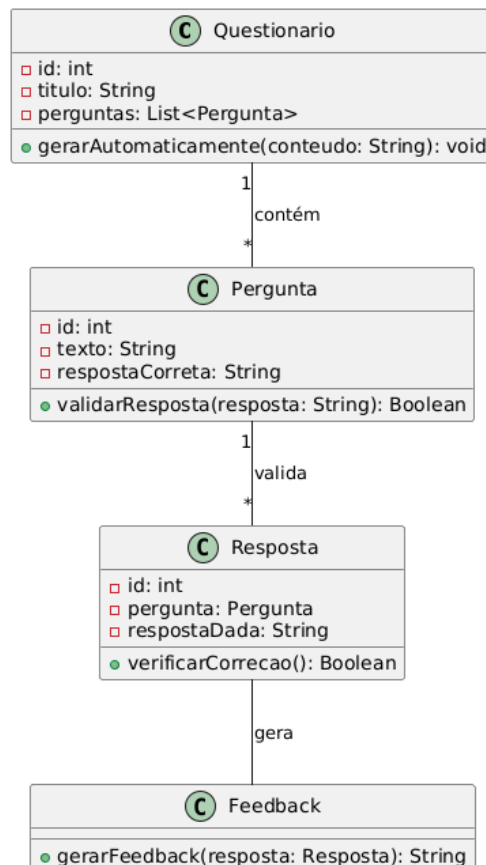 C Questionario
id: int
titulo: String
perguntas: List<Pergunta>
gerarAutomaticamente(conteudo: String): void
1
contém
*
C Pergunta
id: int
texto: String
respostaCorreta: String
validarResposta(resposta: String): Boolean
1
valida
*
C Resposta
id: int
pergunta: Pergunta
respostaDada: String
verificarCorrecao(): Boolean
gera
C Feedback
gerarFeedback(resposta: Resposta): String